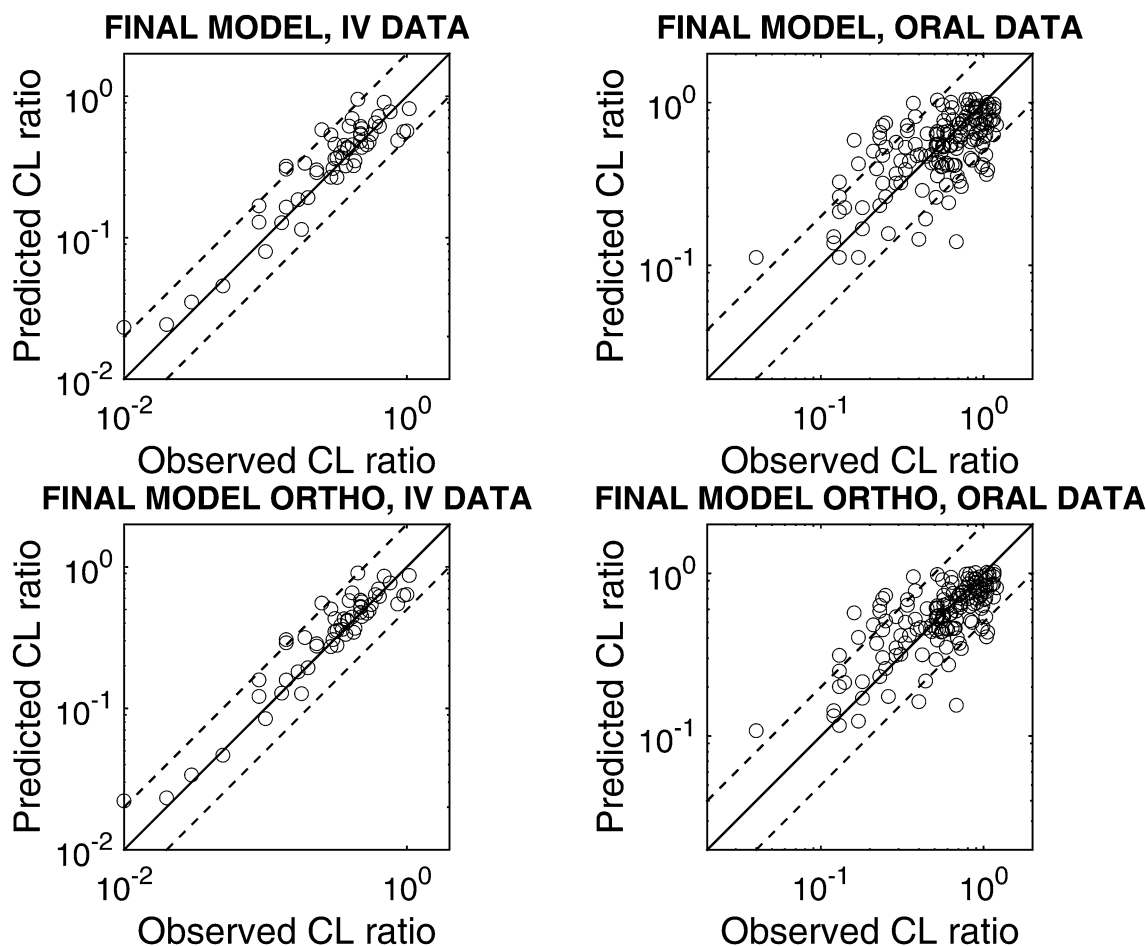 FINAL MODEL, IV DATA
Predicted CL ratio
10^0
10^-1
10^-2
10^-2
10^0
Observed CL ratio
FINAL MODEL, ORAL DATA
Predicted CL ratio
10^0
10^-1
10^-1
10^0
Observed CL ratio
FINAL MODEL ORTHO, IV DATA
Predicted CL ratio
10^0
10^-1
10^-2
10^-2
10^0
Observed CL ratio
FINAL MODEL ORTHO, ORAL DATA
Predicted CL ratio
10^0
10^-1
10^-1
10^0
Observed CL ratio